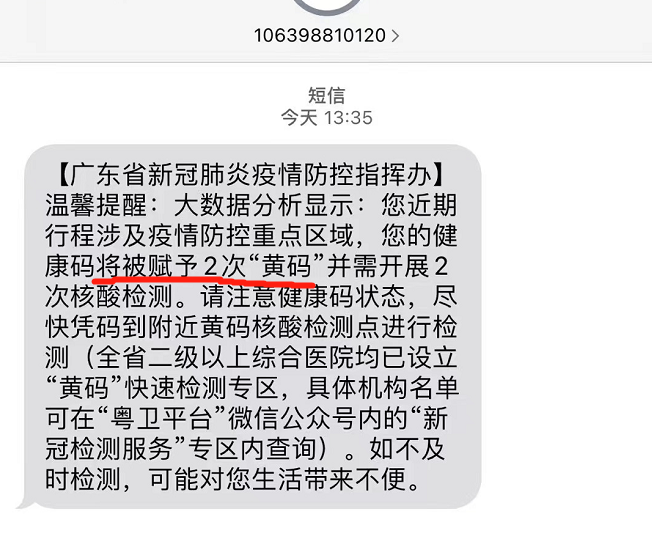 106398810120 >
短信
今天 13:35
【广东省新冠肺炎疫情防控指挥办】
温馨提醒：大数据分析显示：您近期
行程涉及疫情防控重点区域，您的健
康码将被赋予2次“黄码”并需开展2
次核酸检测。请注意健康码状态，尽
快凭码到附近黄码核酸检测点进行检
测（全省二级以上综合医院均已设立
“黄码”快速检测专区，具体机构名单
可在“粤卫平台”微信公众号内的“新
冠检测服务”专区内查询）。如不及
时检测，可能对您生活带来不便。